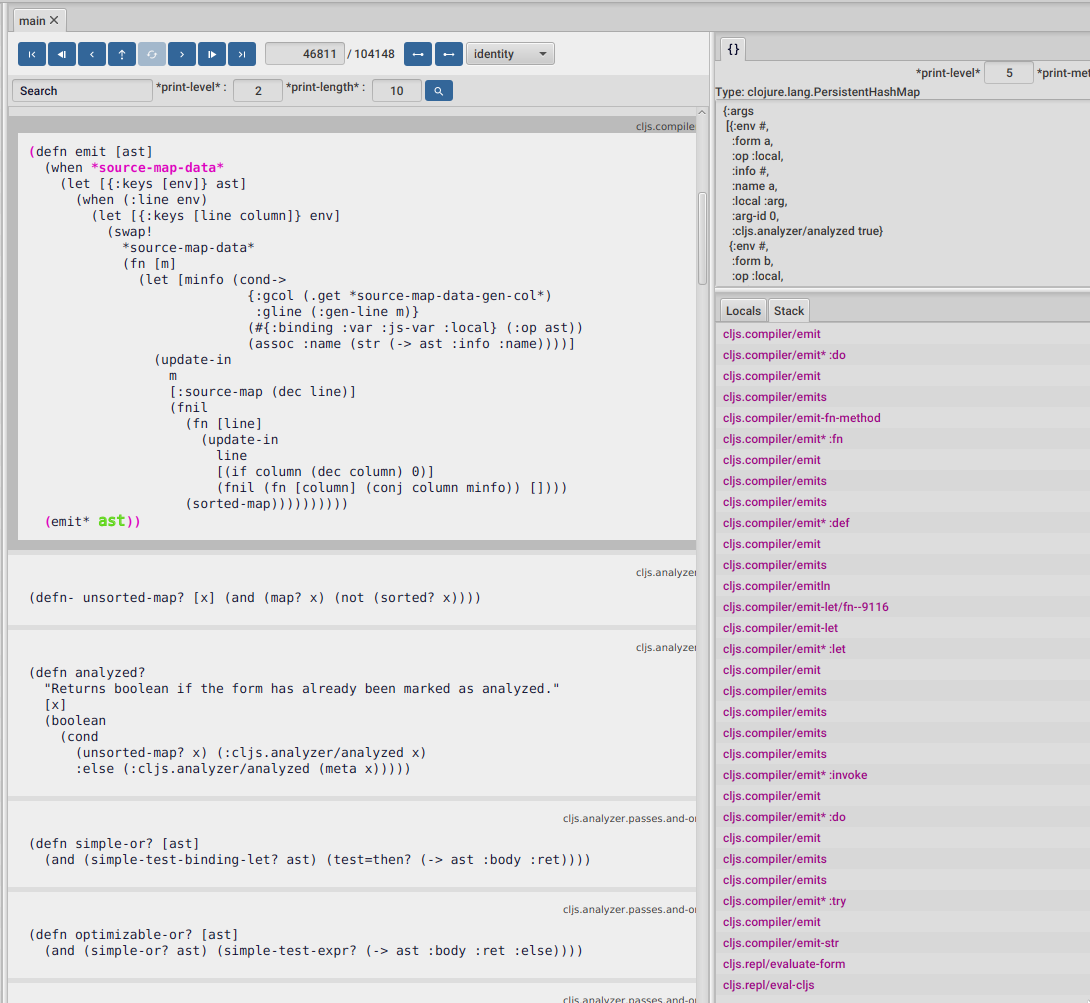 main ✕
46811 / 104148 identity
Search *print-level* : 2 *print-length* : 10
cljs.compiler
(defn emit [ast]
  (when *source-map-data*
    (let [{:keys [env]} ast]
      (when (:line env)
        (let [{:keys [line column]} env]
          (swap!
            *source-map-data*
            (fn [m]
              (let [minfo (cond->
                            {:gcol (.get *source-map-data-gen-col*)
                             :gline (:gen-line m)}
                            (#{:binding :var :js-var :local} (:op ast))
                            (assoc :name (str (-> ast :info :name))))]
                (update-in
                  m
                  [:source-map (dec line)]
                  (fnil
                    (fn [line]
                      (update-in
                        line
                        [(if column (dec column) 0)]
                        (fnil (fn [column] (conj column minfo)) [])))
                    (sorted-map))))))))))
  (emit* ast))
cljs.analyzer
(defn- unsorted-map? [x] (and (map? x) (not (sorted? x))))
cljs.analyzer
(defn analyzed?
  "Returns boolean if the form has already been marked as analyzed."
  [x]
  (boolean
    (cond
      (unsorted-map? x) (:cljs.analyzer/analyzed x)
      :else (:cljs.analyzer/analyzed (meta x)))))
cljs.analyzer.passes.and-or
(defn simple-or? [ast]
  (and (simple-test-binding-let? ast) (test=then? (-> ast :body :ret))))
cljs.analyzer.passes.and-or
(defn optimizable-or? [ast]
  (and (simple-or? ast) (simple-test-expr? (-> ast :body :ret :else))))
cljs.analyzer.passes.and-or
{}
*print-level* 5 *print-met
Type: clojure.lang.PersistentHashMap
{:args
 [{:env #,
   :form a,
   :op :local,
   :info #,
   :name a,
   :local :arg,
   :arg-id 0,
   :cljs.analyzer/analyzed true}
  {:env #,
   :form b,
   :op :local,
Locals Stack
cljs.compiler/emit
cljs.compiler/emit* :do
cljs.compiler/emit
cljs.compiler/emits
cljs.compiler/emit-fn-method
cljs.compiler/emit* :fn
cljs.compiler/emit
cljs.compiler/emits
cljs.compiler/emits
cljs.compiler/emit* :def
cljs.compiler/emit
cljs.compiler/emits
cljs.compiler/emitln
cljs.compiler/emit-let/fn--9116
cljs.compiler/emit-let
cljs.compiler/emit* :let
cljs.compiler/emit
cljs.compiler/emits
cljs.compiler/emits
cljs.compiler/emits
cljs.compiler/emits
cljs.compiler/emit* :invoke
cljs.compiler/emit
cljs.compiler/emit* :do
cljs.compiler/emit
cljs.compiler/emits
cljs.compiler/emits
cljs.compiler/emit* :try
cljs.compiler/emit
cljs.compiler/emit-str
cljs.repl/evaluate-form
cljs.repl/eval-cljs